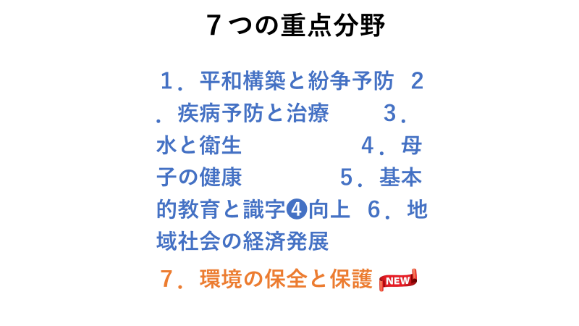 ７つの重点分野
１．平和構築と紛争予防　２
．疾病予防と治療　　３．
水と衛生　　　　　４．母
子の健康　　　　５．基本
的教育と識字❹向上　６．地
域社会の経済発展
７．環境の保全と保護 NEW